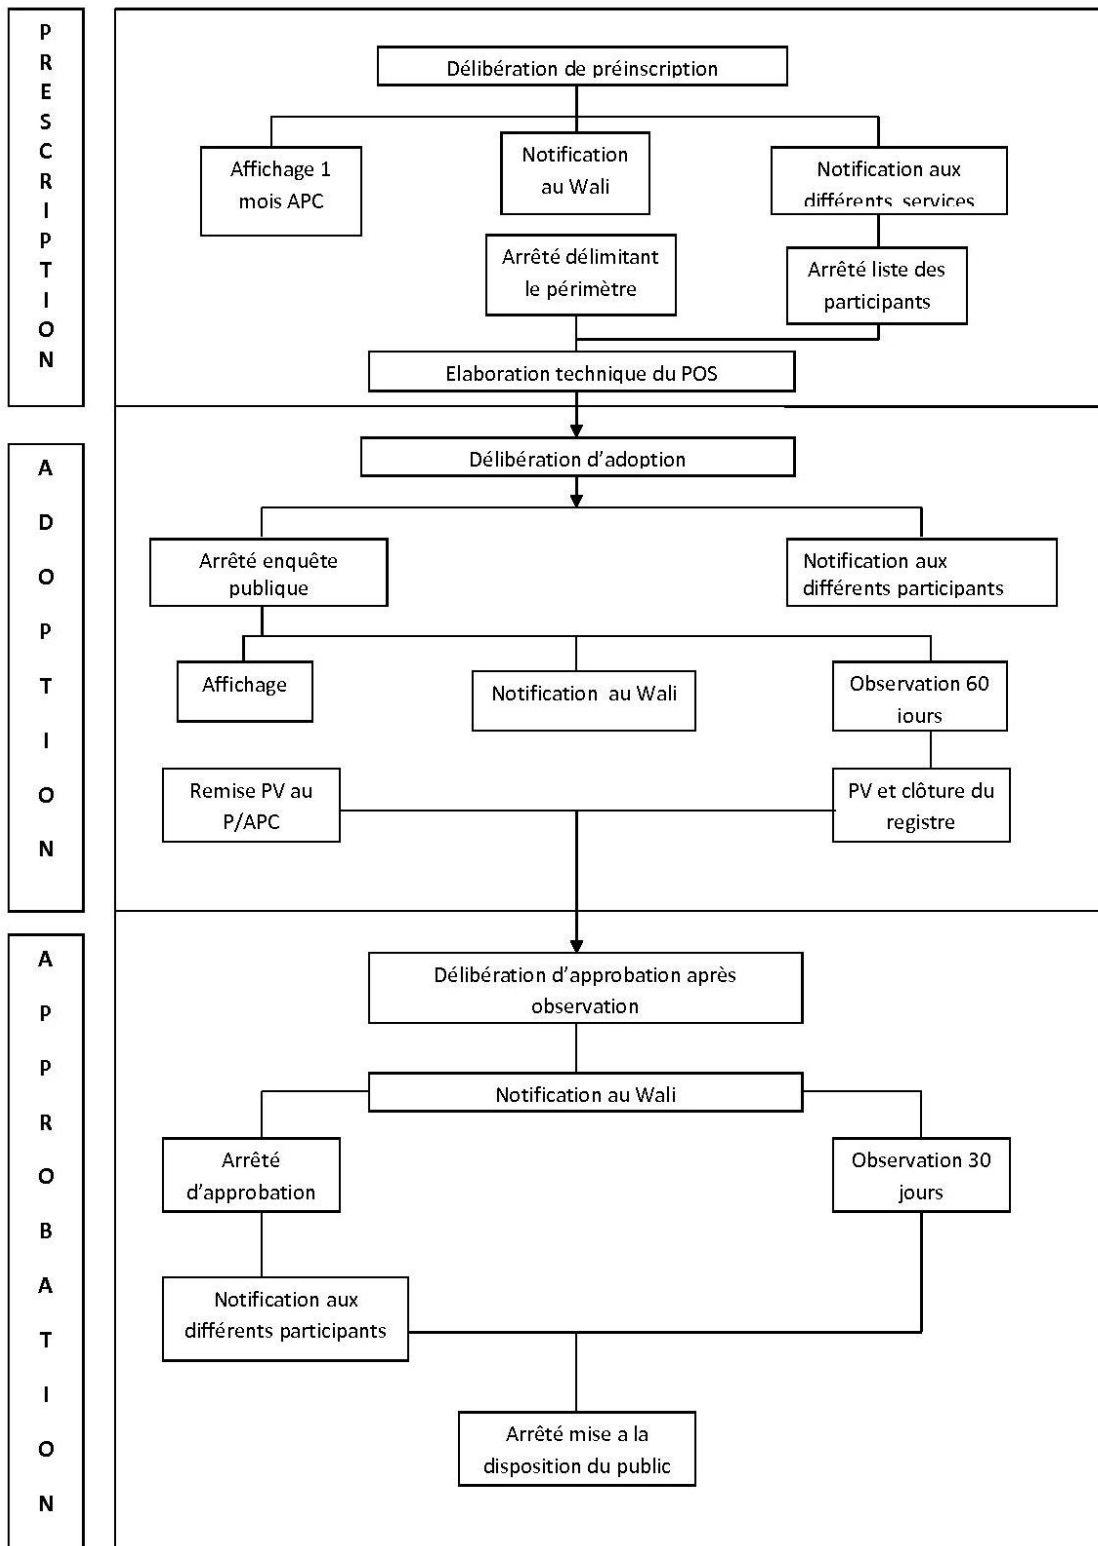 PRESCRIPTION
Délibération de préinscription
Affichage 1
mois APC
Notification
au Wali
Notification aux
différents services
Arrêté délimitant
le périmètre
Arrêté liste des
participants
Elaboration technique du POS
ADOPTION
Délibération d'adoption
Arrêté enquête
publique
Notification aux
différents participants
Affichage
Notification au Wali
Observation 60
jours
Remise PV au
P/APC
PV et clôture du
registre
APPROBATION
Délibération d'approbation après
observation
Notification au Wali
Arrêté
d'approbation
Observation 30
jours
Notification aux
différents participants
Arrêté mise a la
disposition du public